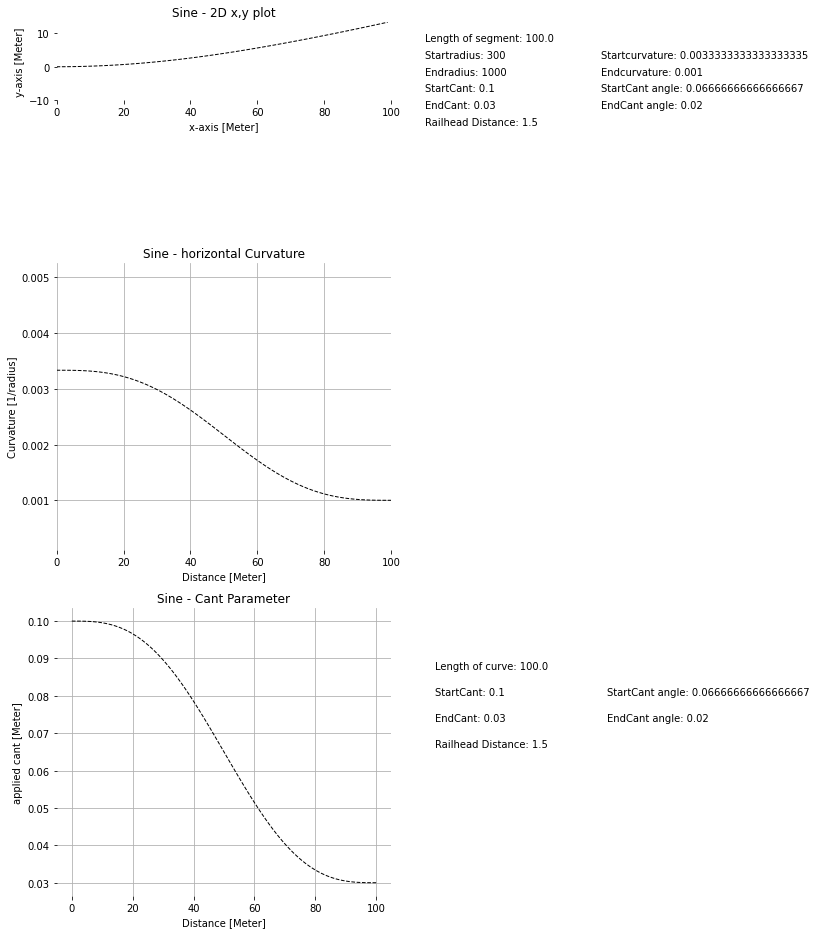 Sine - 2D x,y plot
y-axis [Meter]
10
0
−10
0 20 40 60 80 100
x-axis [Meter]
Length of segment: 100.0
Startradius: 300 Startcurvature: 0.0033333333333333335
Endradius: 1000 Endcurvature: 0.001
StartCant: 0.1 StartCant angle: 0.06666666666666667
EndCant: 0.03 EndCant angle: 0.02
Railhead Distance: 1.5
Sine - horizontal Curvature
Curvature [1/radius]
0.005
0.004
0.003
0.002
0.001
0 20 40 60 80 100
Distance [Meter]
Sine - Cant Parameter
applied cant [Meter]
0.10
0.09
0.08
0.07
0.06
0.05
0.04
0.03
0 20 40 60 80 100
Distance [Meter]
Length of curve: 100.0
StartCant: 0.1 StartCant angle: 0.06666666666666667
EndCant: 0.03 EndCant angle: 0.02
Railhead Distance: 1.5